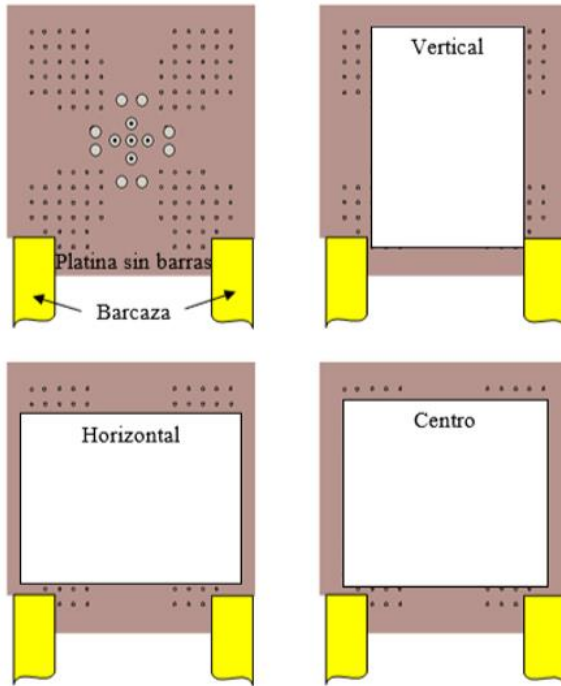 Vertical
Platina sin barras
Barcaza
Horizontal
Centro